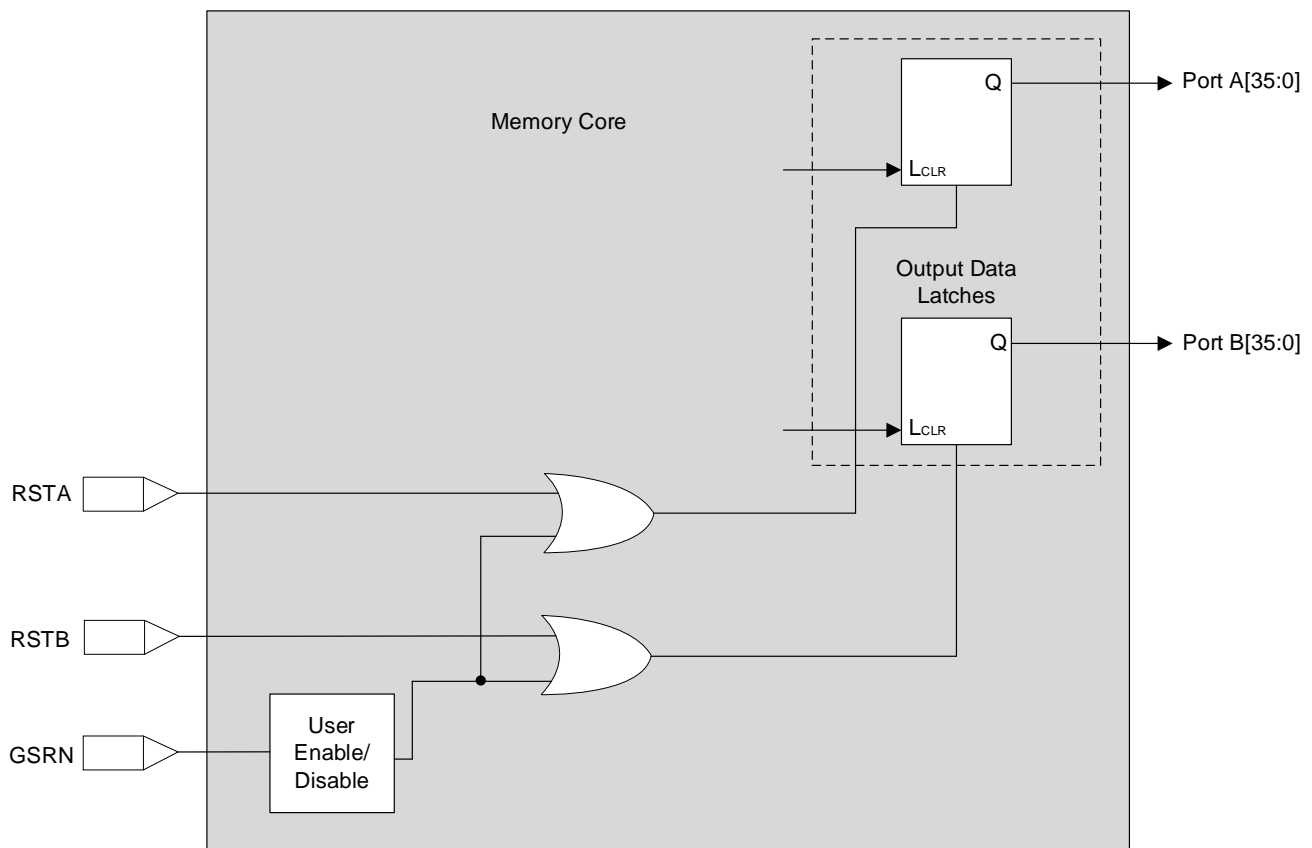 Memory Core
Q
Port A[35:0]
LCLR
Output Data
Latches
Q
Port B[35:0]
LCLR
RSTA
RSTB
GSRN
User
Enable/
Disable